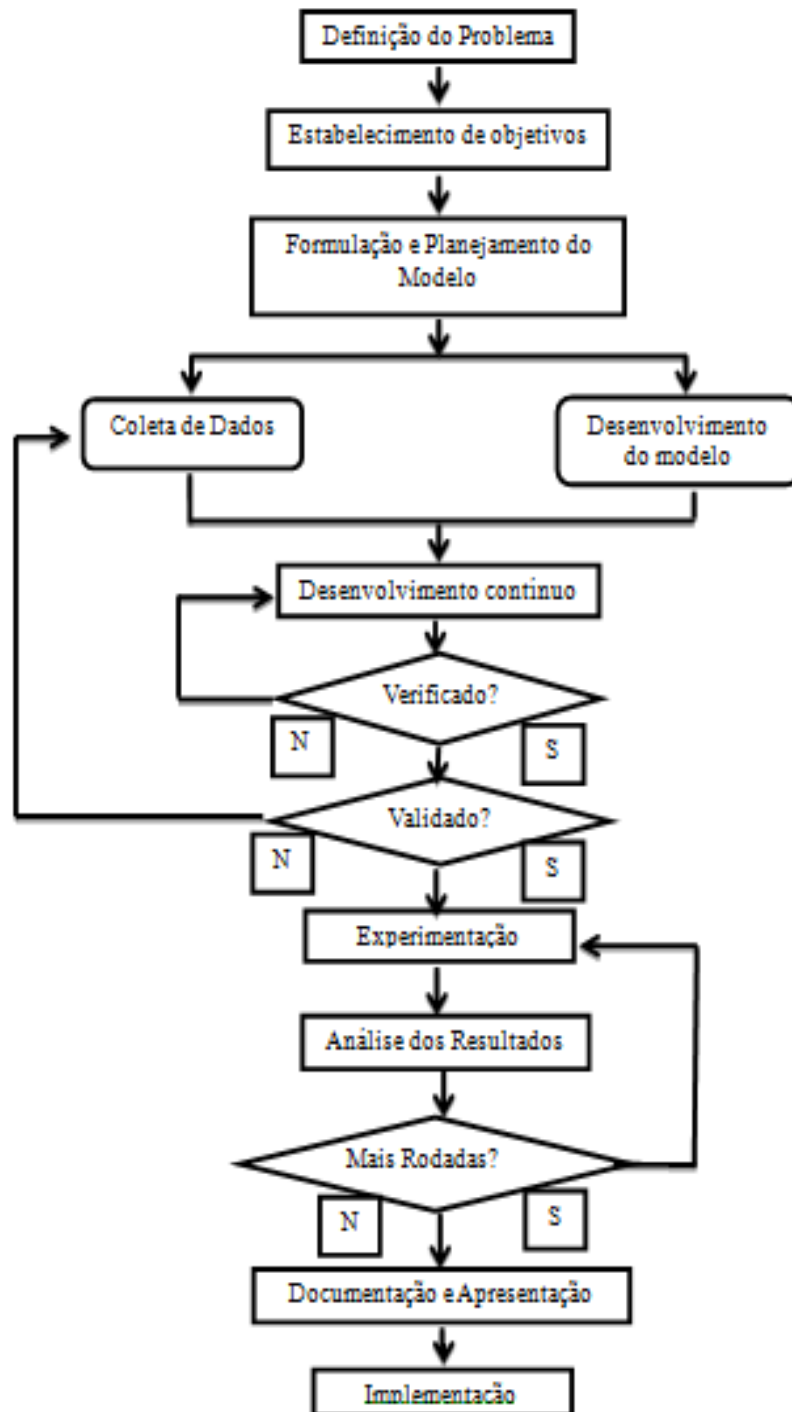 Definição do Problema
Estabelecimento de objetivos
Formulação e Planejamento do
Modelo
Coleta de Dados
Desenvolvimento
do modelo
Desenvolvimento contínuo
Verificado?
N
S
Validado?
N
S
Experimentação
Análise dos Resultados
Mais Rodadas?
N
S
Documentação e Apresentação
Implementação